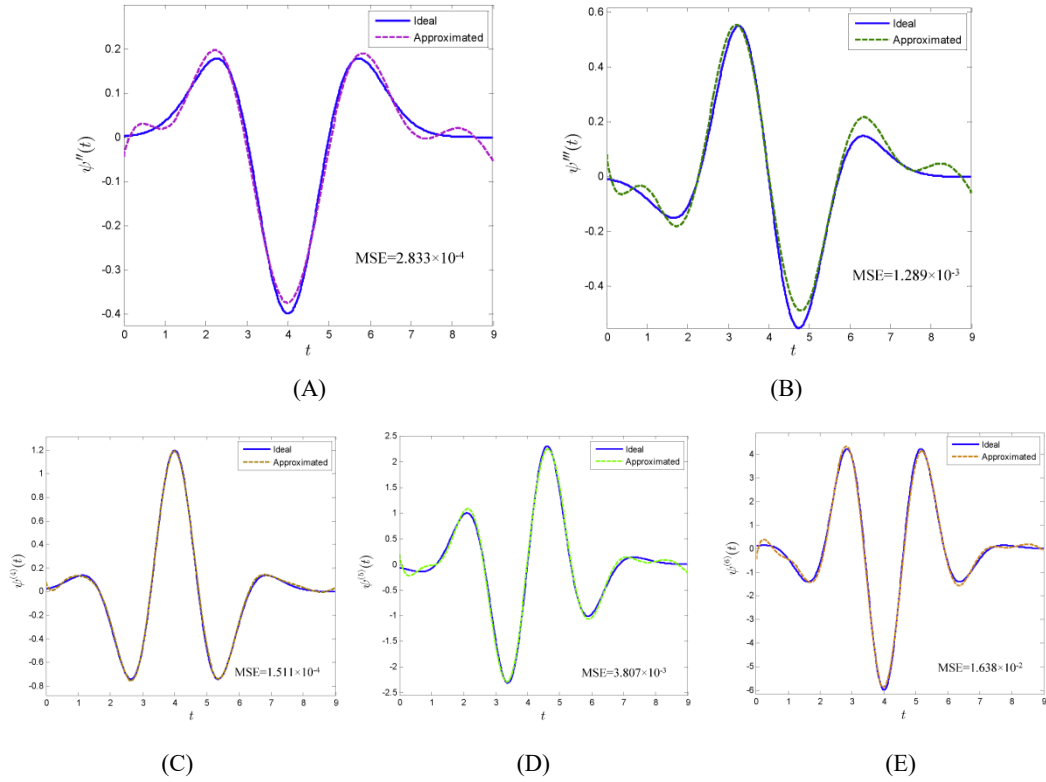 Ideal
Approximated
0.2
0.1
0
-0.1
-0.2
-0.3
-0.4
ψ''(t)
MSE=2.833×10-4
0 1 2 3 4 5 6 7 8 9
t
(A)
Ideal
Approximated
0.6
0.4
0.2
0
-0.2
-0.4
ψ'''(t)
MSE=1.289×10-3
0 1 2 3 4 5 6 7 8 9
t
(B)
Ideal
Approximated
1.2
1
0.8
0.6
0.4
0.2
0
-0.2
-0.4
-0.6
-0.8
ψ(4)(t)
MSE=1.511×10-4
0 1 2 3 4 5 6 7 8 9
t
(C)
Ideal
Approximated
2.5
2
1.5
1
0.5
0
-0.5
-1
-1.5
-2
-2.5
ψ(5)(t)
MSE=3.807×10-3
0 1 2 3 4 5 6 7 8 9
t
(D)
Ideal
Approximated
4
3
2
1
0
-1
-2
-3
-4
-5
-6
ψ(6)(t)
MSE=1.638×10-2
0 1 2 3 4 5 6 7 8 9
t
(E)